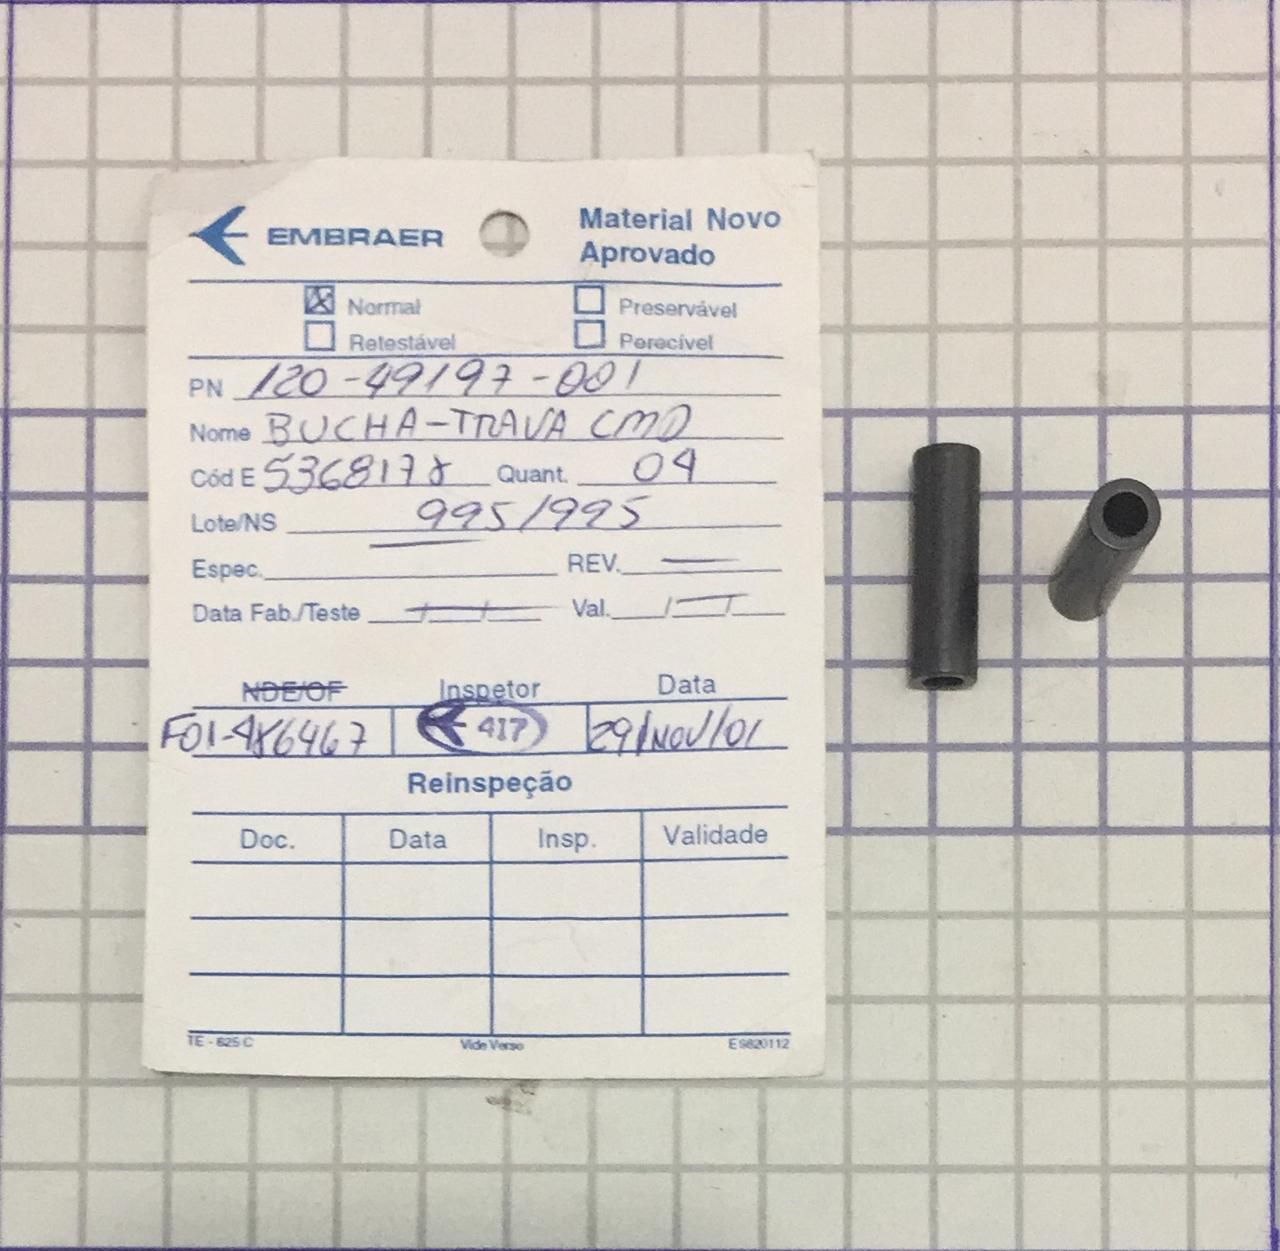 EMBRAER
Material Novo
Aprovado
Normal Preservável
Retestável Perecível
PN 120-49197-001
Nome BUCHA-TRAVA CMD
Cód E 5368178 Quant. 04
Lote/NS 995/995
Espec. REV.
Data Fab./Teste Val.
NDE/OF Inspetor Data
F01-486467 417 29/NOV/01
Reinspeção
Doc. Data Insp. Validade
TE - 625 C Vide Verso E9820112